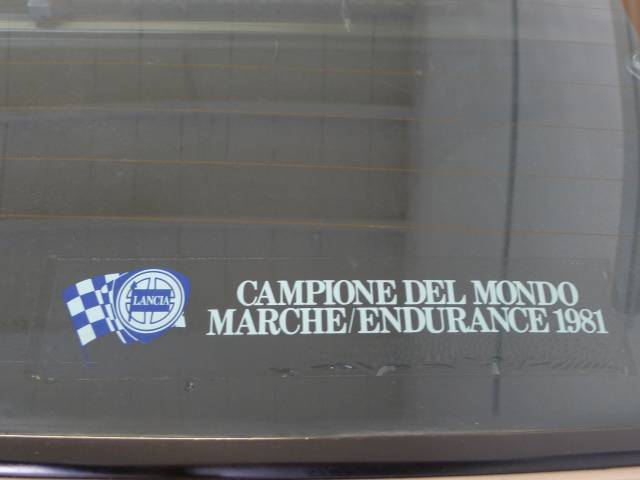 LANCIA
CAMPIONE DEL MONDO
MARCHE/ENDURANCE 1981